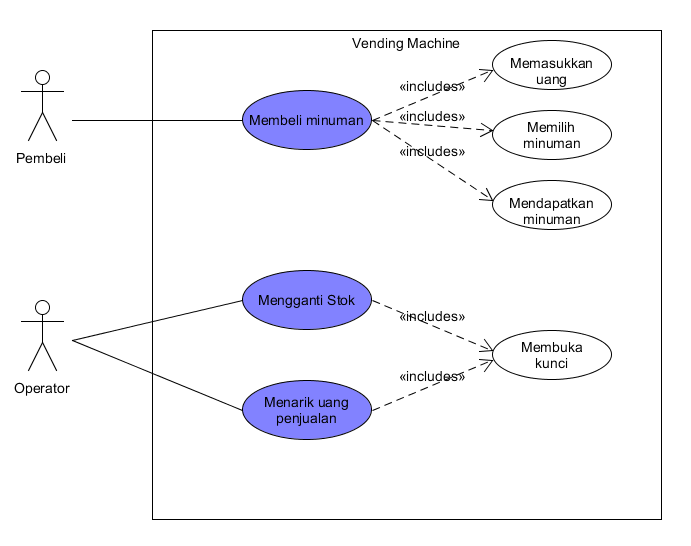 Vending Machine
Memasukkan
uang
«includes»
Membeli minuman
«includes»
Memilih
minuman
«includes»
Pembeli
Mendapatkan
minuman
Mengganti Stok
«includes»
Membuka
kunci
Operator
«includes»
Menarik uang
penjualan